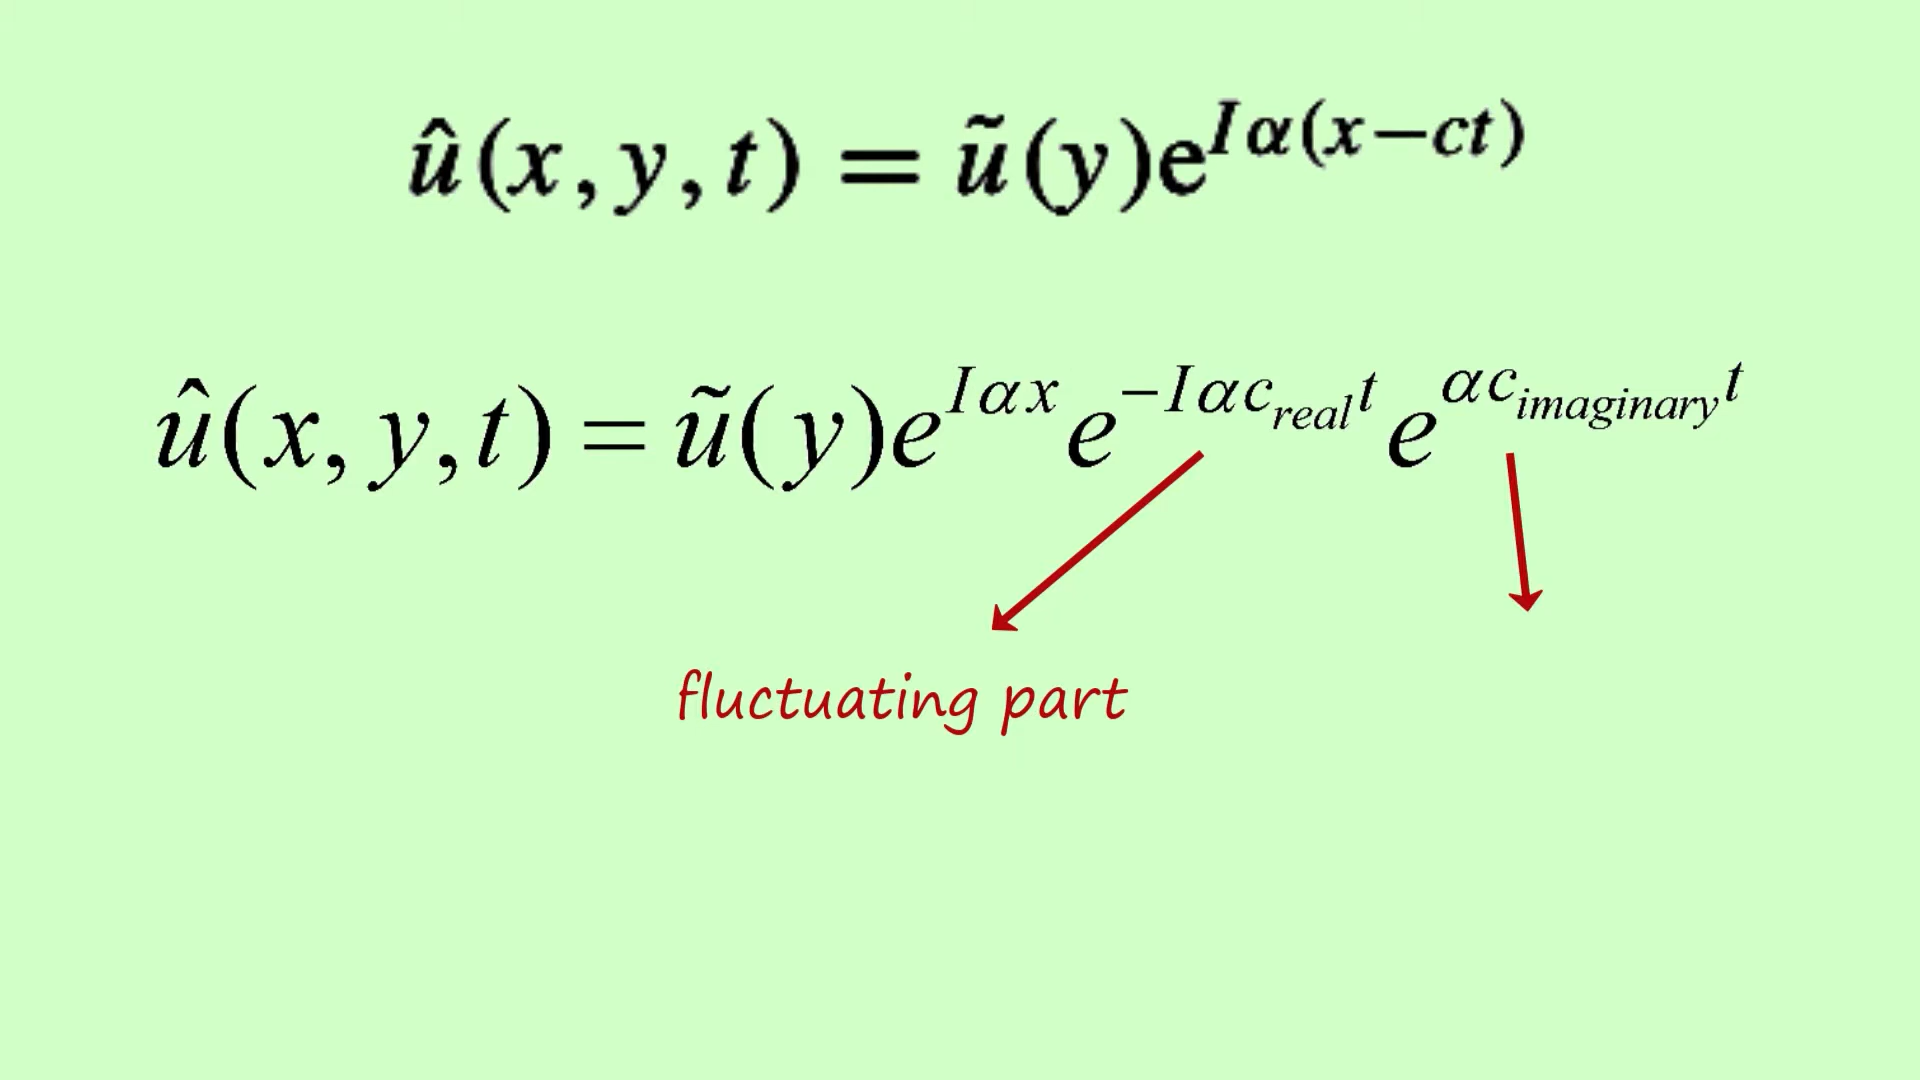 û(x, y, t) = ũ(y)e^{Iα(x−ct)}
û(x, y, t) = ũ(y)e^{Iαx}e^{−Iαc_{real}t}e^{αc_{imaginary}t}
fluctuating part